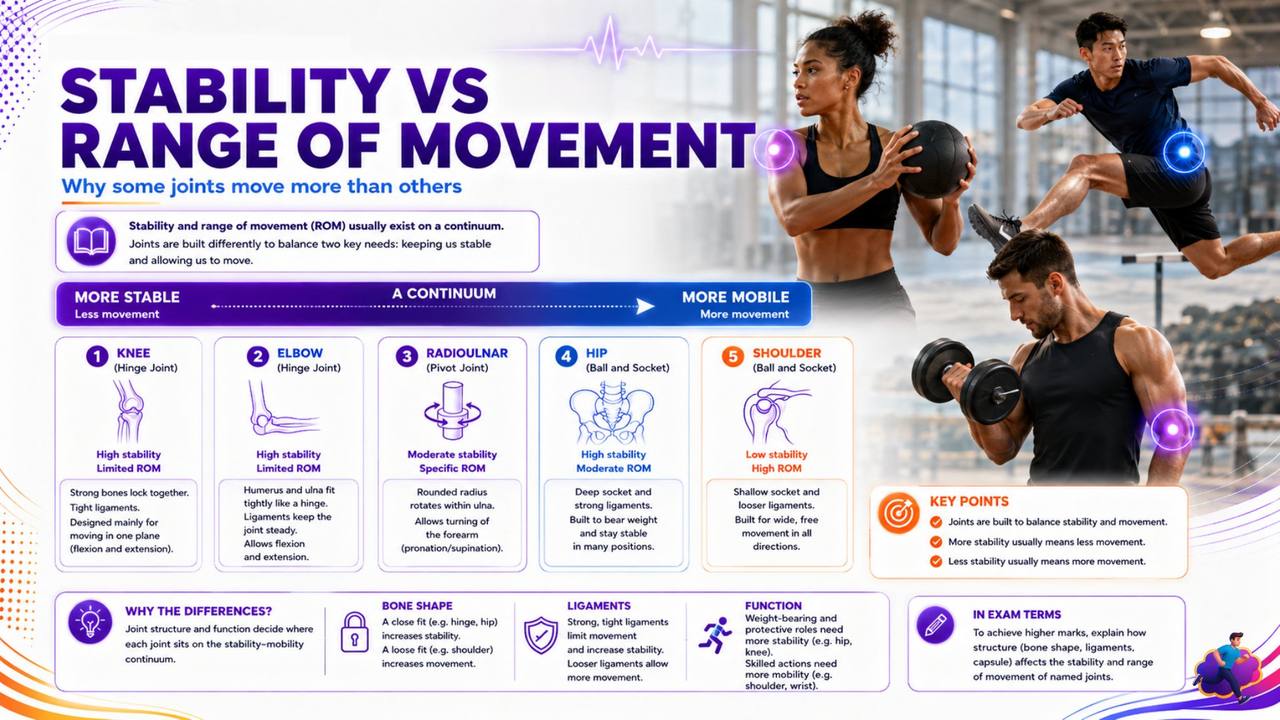 STABILITY VS
RANGE OF MOVEMENT
Why some joints move more than others
Stability and range of movement (ROM) usually exist on a continuum.
Joints are built differently to balance two key needs: keeping us stable
and allowing us to move.
MORE STABLE
Less movement
A CONTINUUM
MORE MOBILE
More movement
1 KNEE
(Hinge Joint)
High stability
Limited ROM
Strong bones lock together.
Tight ligaments.
Designed mainly for
moving in one plane
(flexion and extension).
2 ELBOW
(Hinge Joint)
High stability
Limited ROM
Humerus and ulna fit
tightly like a hinge.
Ligaments keep the
joint steady.
Allows flexion
and extension.
3 RADIOULNAR
(Pivot Joint)
Moderate stability
Specific ROM
Rounded radius
rotates within ulna.
Allows turning of
the forearm
(pronation/supination).
4 HIP
(Ball and Socket)
High stability
Moderate ROM
Deep socket and
strong ligaments.
Built to bear weight
and stay stable
in many positions.
5 SHOULDER
(Ball and Socket)
Low stability
High ROM
Shallow socket and
looser ligaments.
Built for wide, free
movement in all
directions.
KEY POINTS
Joints are built to balance stability and movement.
More stability usually means less movement.
Less stability usually means more movement.
WHY THE DIFFERENCES?
Joint structure and function decide where
each joint sits on the stability–mobility
continuum.
BONE SHAPE
A close fit (e.g. hinge, hip)
increases stability.
A loose fit (e.g. shoulder)
increases movement.
LIGAMENTS
Strong, tight ligaments
limit movement
and increase stability.
Looser ligaments allow
more movement.
FUNCTION
Weight-bearing and
protective roles need
more stability (e.g. hip,
knee).
Skilled actions need
more mobility (e.g.
shoulder, wrist).
IN EXAM TERMS
To achieve higher marks, explain how
structure (bone shape, ligaments,
capsule) affects the stability and range
of movement of named joints.